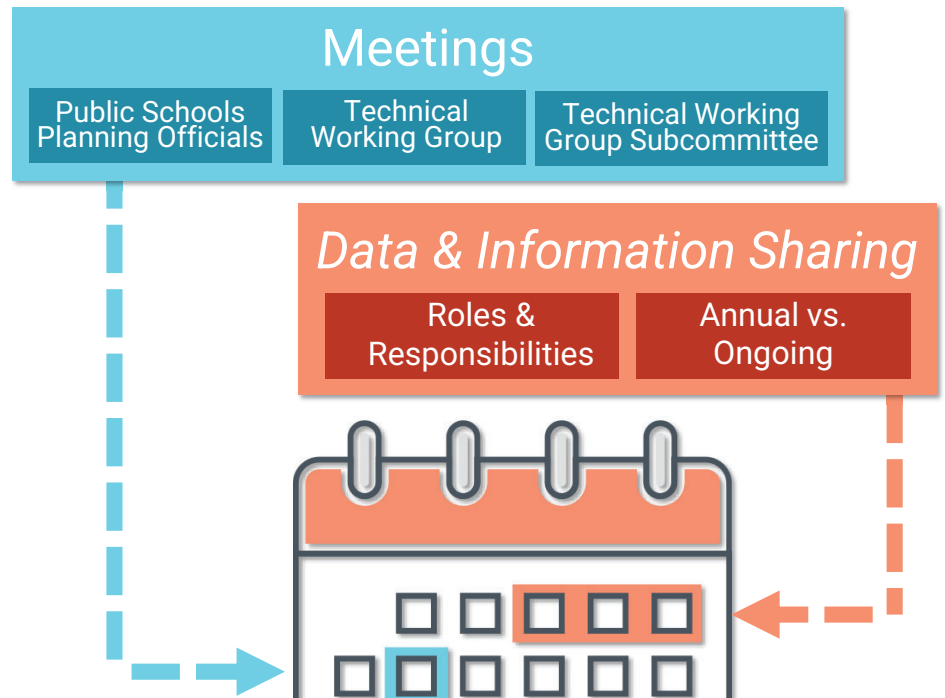 Meetings
Public Schools
Planning Officials
Technical
Working Group
Technical Working
Group Subcommittee
Data & Information Sharing
Roles &
Responsibilities
Annual vs.
Ongoing